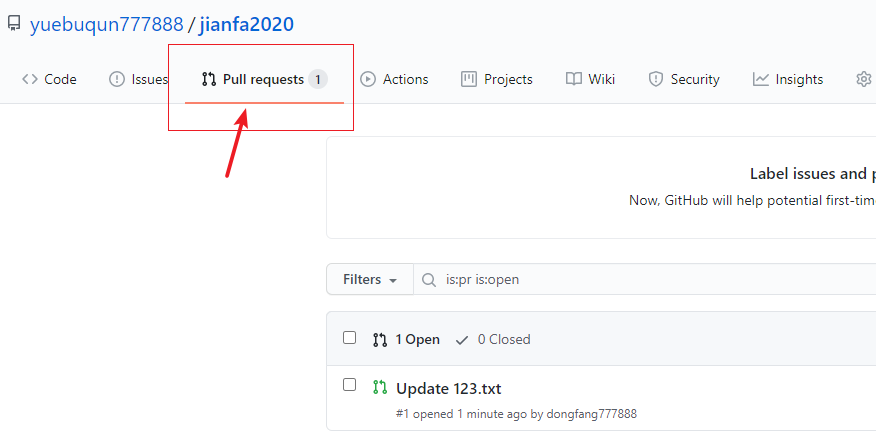 yuebuqun777888 / jianfa2020
Code Issues Pull requests 1 Actions Projects Wiki Security Insights
Label issues and p
Now, GitHub will help potential first-tim
Filters is:pr is:open
1 Open 0 Closed
Update 123.txt
#1 opened 1 minute ago by dongfang777888